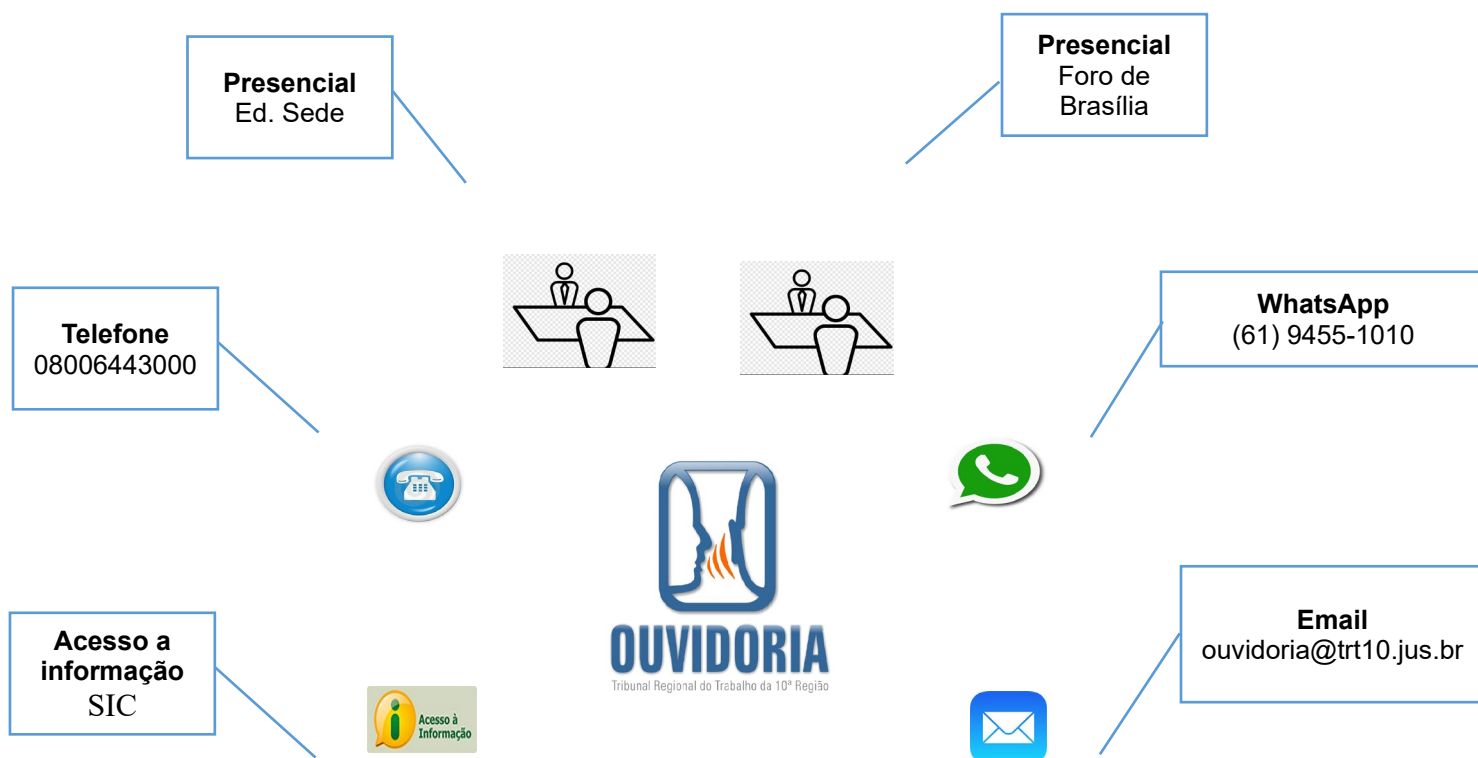 Presencial
Ed. Sede
Presencial
Foro de
Brasília
Telefone
08006443000
WhatsApp
(61) 9455-1010
OUVIDORIA
Tribunal Regional do Trabalho da 10ª Região
Acesso a
informação
SIC
Acesso à
Informação
Email
ouvidoria@trt10.jus.br